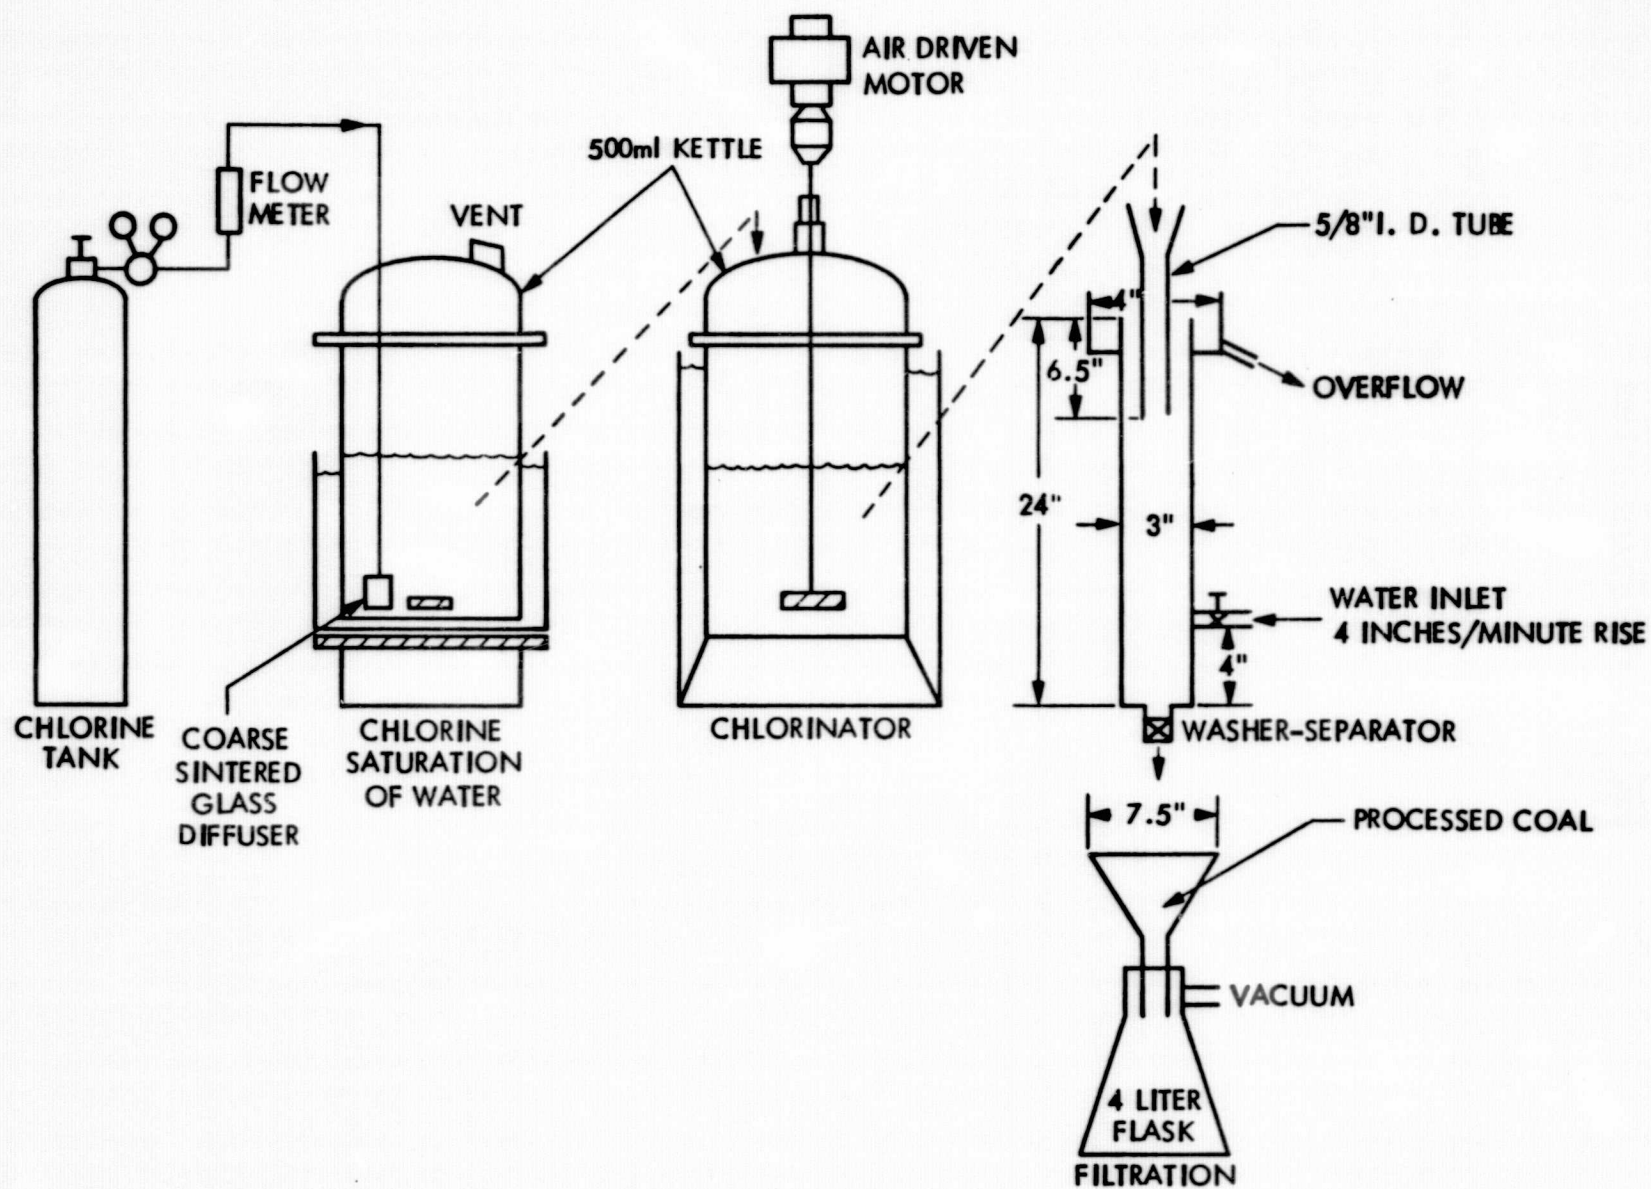 AIR DRIVEN
MOTOR
500ml KETTLE
FLOW
METER
VENT
5/8" I. D. TUBE
4"
6.5"
OVERFLOW
24"
3"
WATER INLET
4 INCHES/MINUTE RISE
4"
CHLORINE
TANK
COARSE
SINTERED
GLASS
DIFFUSER
CHLORINE
SATURATION
OF WATER
CHLORINATOR
WASHER-SEPARATOR
7.5"
PROCESSED COAL
VACUUM
4 LITER
FLASK
FILTRATION